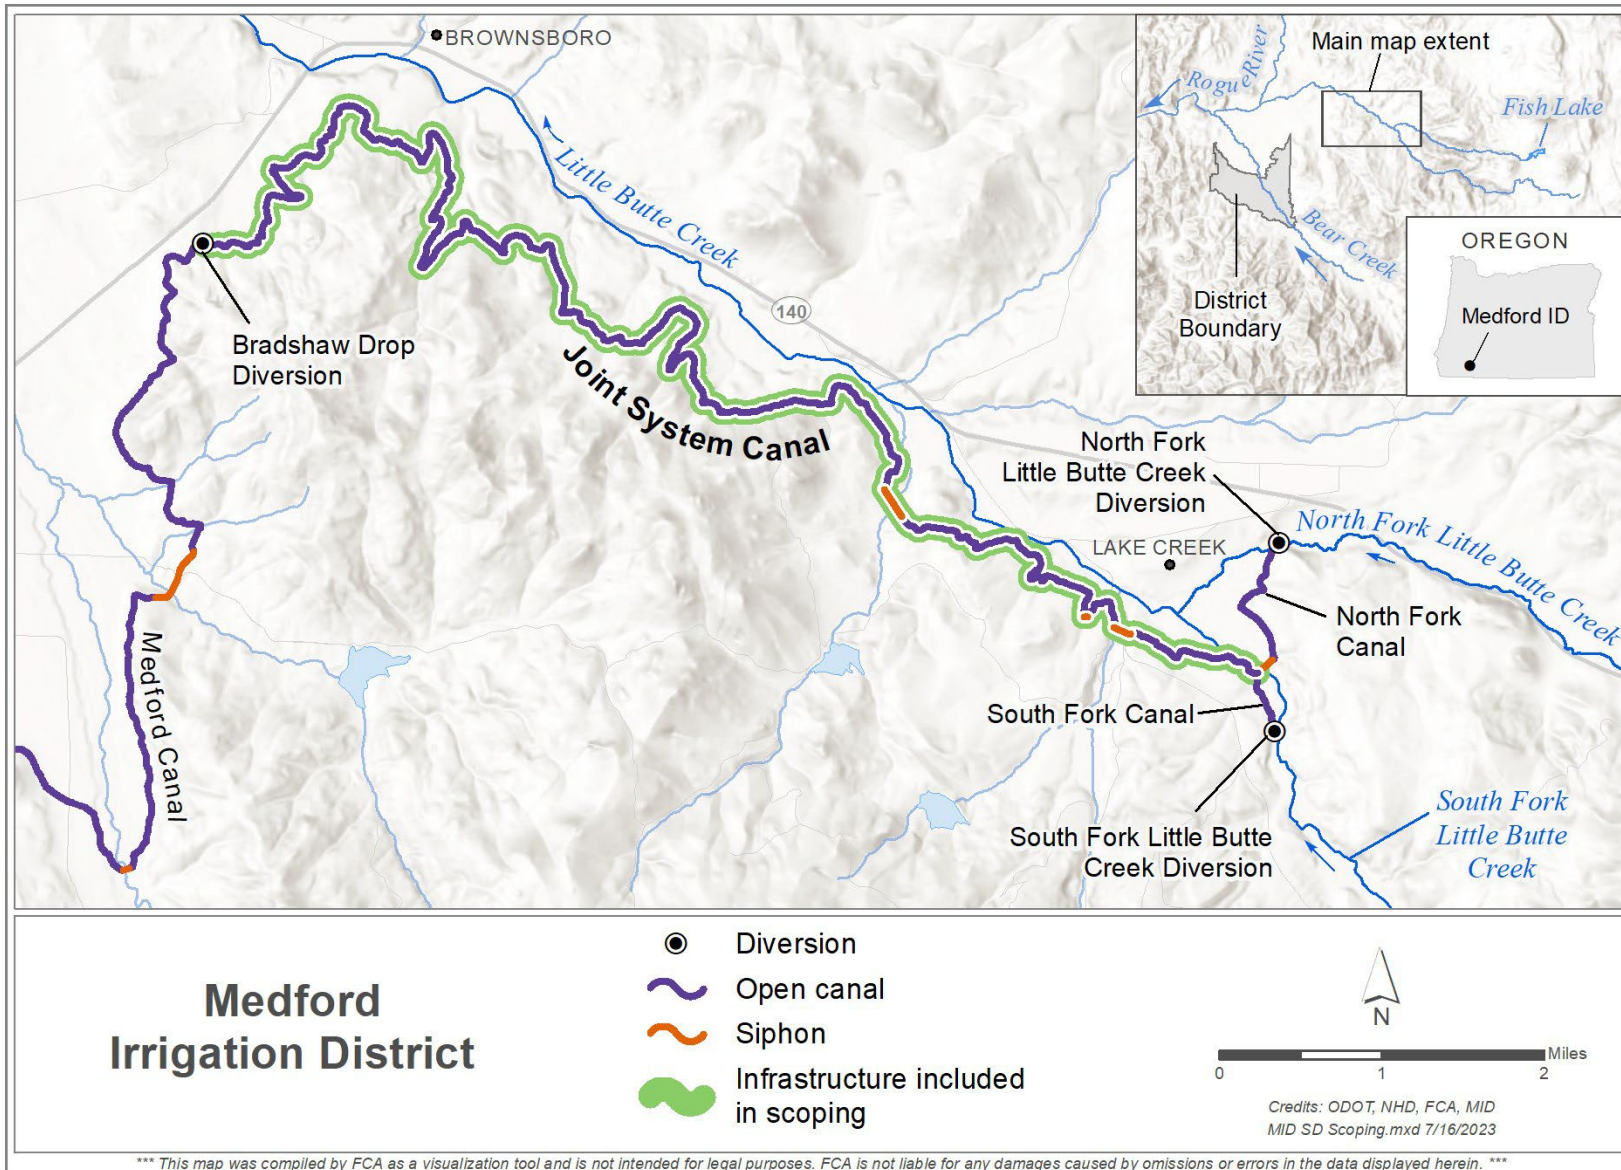 BROWNSBORO
Little Butte Creek
140
Bradshaw Drop
Diversion
Joint System Canal
Medford Canal
North Fork
Little Butte Creek
Diversion
LAKE CREEK
North Fork Little Butte Creek
North Fork
Canal
South Fork Canal
South Fork Little Butte
Creek Diversion
South Fork
Little Butte
Creek
Main map extent
Rogue River
Fish Lake
Bear Creek
District
Boundary
OREGON
Medford ID
Medford
Irrigation District
Diversion
Open canal
Siphon
Infrastructure included
in scoping
N
Miles
0 1 2
Credits: ODOT, NHD, FCA, MID
MID SD Scoping.mxd 7/16/2023
*** This map was compiled by FCA as a visualization tool and is not intended for legal purposes. FCA is not liable for any damages caused by omissions or errors in the data displayed herein. ***